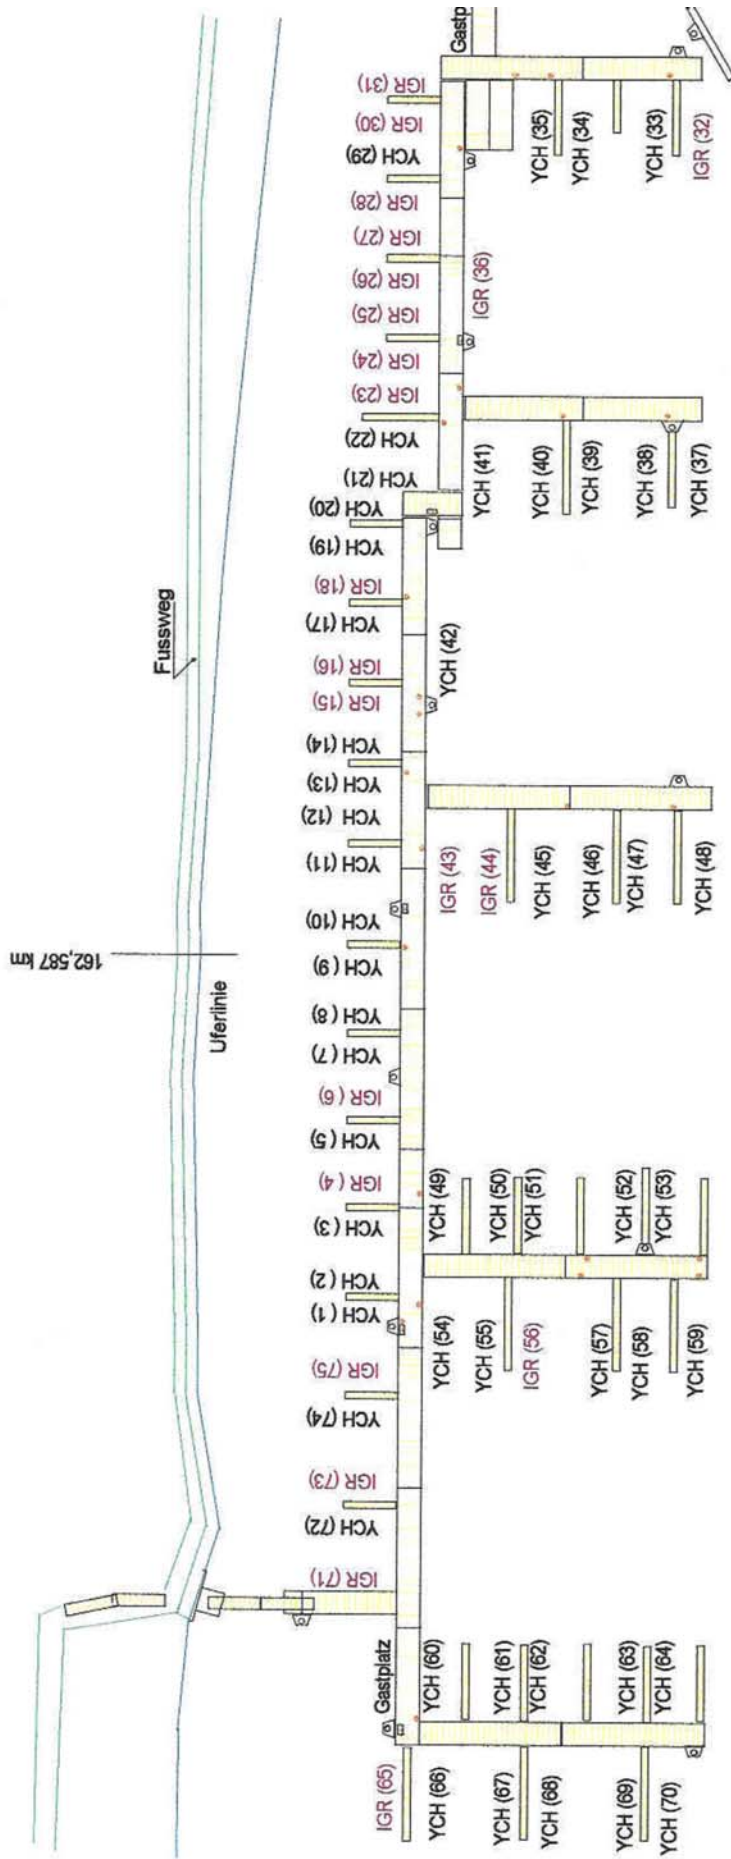 Gastp
IGR (31)
IGR (30)
YCH (29)
IGR (28)
IGR (27)
IGR (26)
IGR (25)
IGR (24)
IGR (23)
YCH (22)
YCH (21)
YCH (20)
YCH (19)
IGR (18)
YCH (17)
IGR (16)
IGR (15)
YCH (14)
YCH (13)
YCH (12)
YCH (11)
YCH (10)
YCH ( 9)
YCH ( 8)
YCH ( 7)
IGR ( 6)
YCH ( 5)
IGR ( 4)
YCH ( 3)
YCH ( 2)
YCH ( 1)
IGR (75)
YCH (74)
IGR (73)
YCH (72)
IGR (71)
YCH (35)
YCH (34)
YCH (33)
IGR (32)
IGR (36)
YCH (41)
YCH (40)
YCH (39)
YCH (38)
YCH (37)
YCH (42)
IGR (43)
IGR (44)
YCH (45)
YCH (46)
YCH (47)
YCH (48)
YCH (49)
YCH (50)
YCH (51)
YCH (52)
YCH (53)
YCH (54)
YCH (55)
IGR (56)
YCH (57)
YCH (58)
YCH (59)
Gastplatz
YCH (60)
YCH (61)
YCH (62)
YCH (63)
YCH (64)
IGR (65)
YCH (66)
YCH (67)
YCH (68)
YCH (69)
YCH (70)
Fussweg
162,587 km
Uferlinie